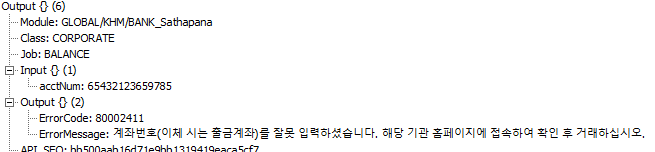 Output {} (6)
Module: GLOBAL/KHM/BANK_Sathapana
Class: CORPORATE
Job: BALANCE
Input {} (1)
acctNum: 65432123659785
Output {} (2)
ErrorCode: 80002411
ErrorMessage: 계좌번호(이체 시는 출금계좌)를 잘못 입력하셨습니다. 해당 기관 홈페이지에 접속하여 확인 후 거래하십시오.
API_SEQ: